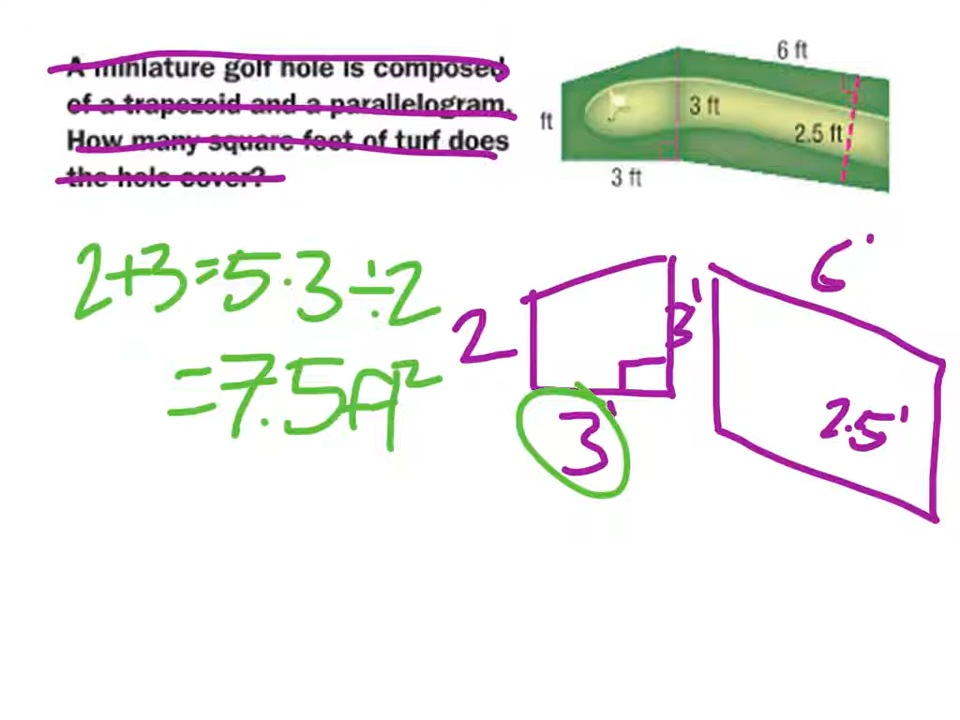 A miniature golf hole is composed
of a trapezoid and a parallelogram.
How many square feet of turf does
the hole cover?
6 ft
ft
3 ft
2.5 ft
3 ft
2+3=5·3÷2
=7.5ft²
2
3'
3'
6'
2.5'